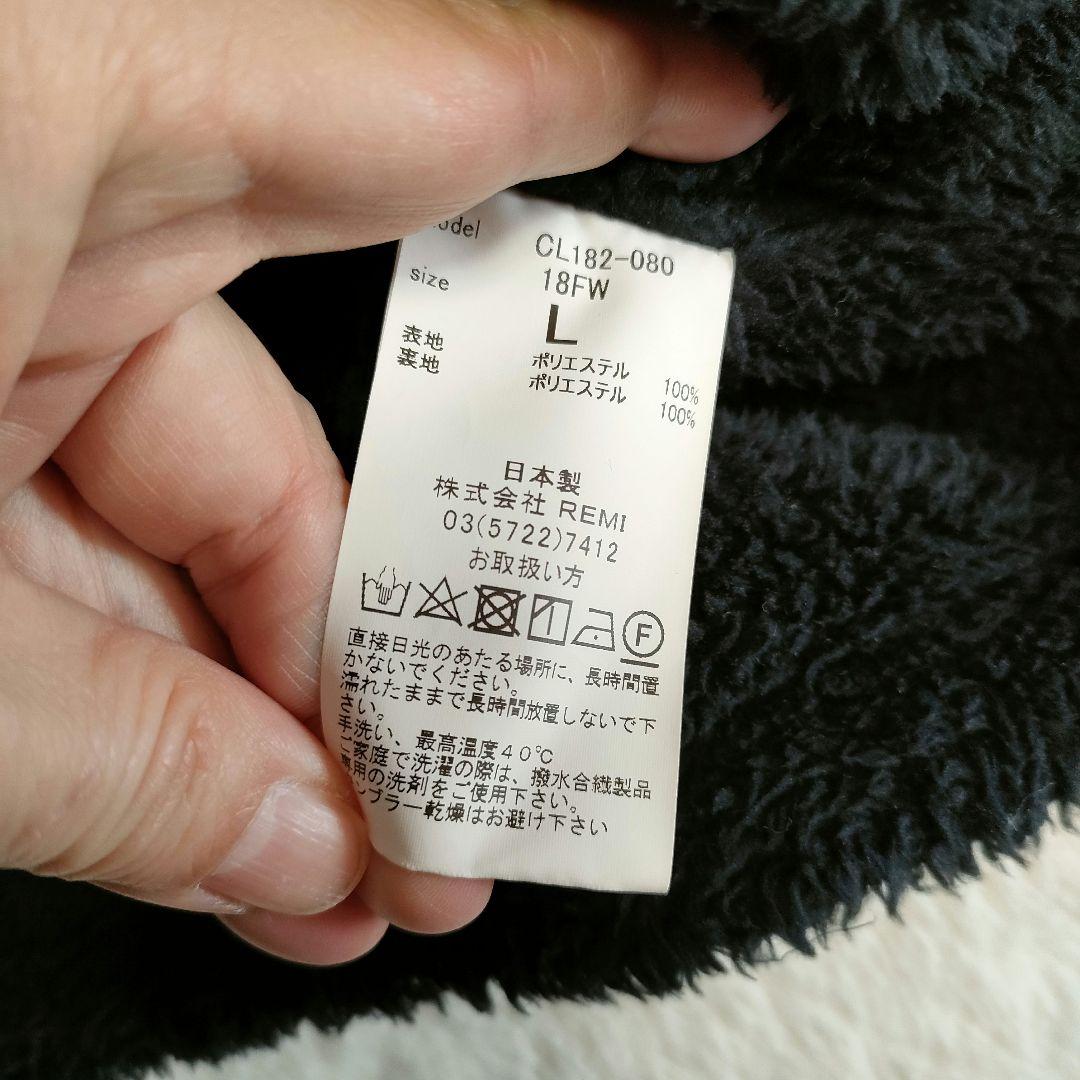 CL182-080
size 18FW
L
表地 ポリエステル 100%
裏地 ポリエステル 100%
日本製
株式会社 REMI
03(5722)7412
お取扱い方
F
直接日光のあたる場所に、長時間置
かないでください。
濡れたままで長時間放置しないで下
さい。
手洗い、最高温度40℃
ご家庭で洗濯の際は、撥水合繊製品
専用の洗剤をご使用下さい。
タンブラー乾燥はお避け下さい